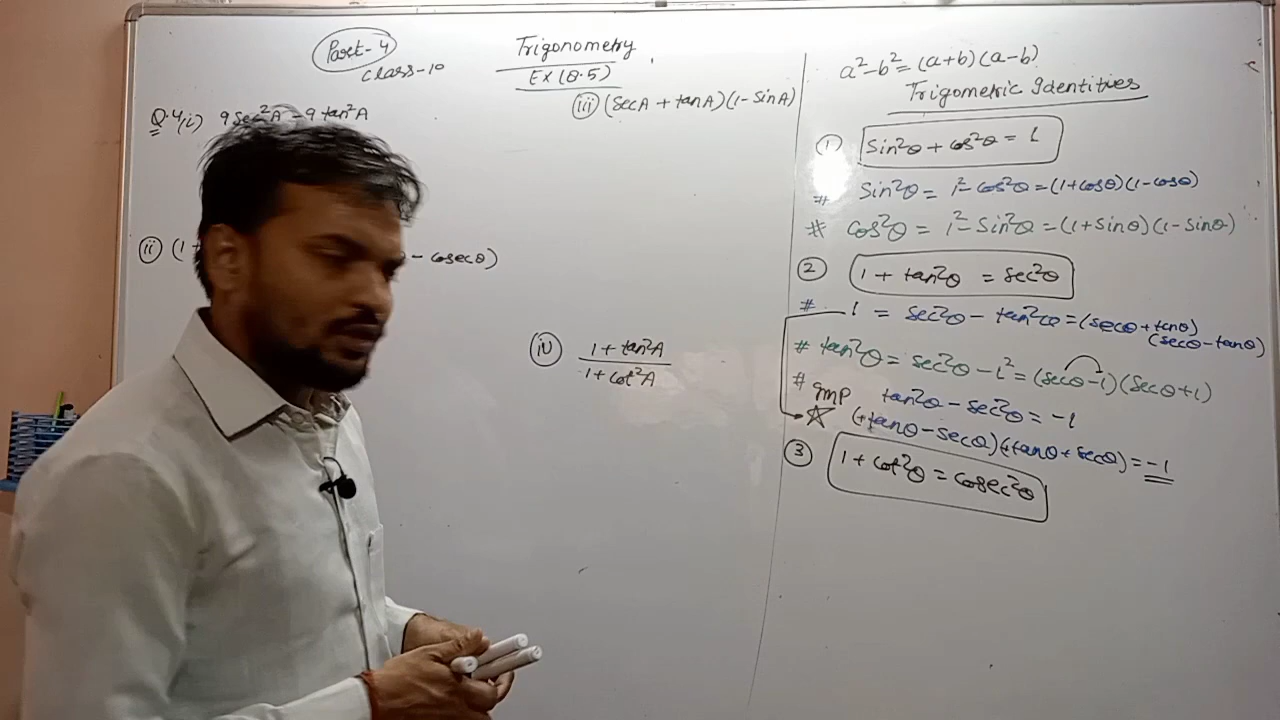 Part-4
Class-10
Trigonometry
Ex (8.5)
Q.4(i) 9 Sec²A - 9 tan²A
ii) (1 + - cosecθ)
iii) (SecA + tanA)(1 - SinA)
iv) 1 + tan²A
1 + cot²A
a² - b² = (a+b)(a-b)
Trigometric Identities
① Sin²θ + cos²θ = 1
# Sin²θ = 1² - cos²θ = (1+cosθ)(1-cosθ)
# cos²θ = 1² - Sin²θ = (1+sinθ)(1-sinθ)
② 1 + tan²θ = sec²θ
# 1 = sec²θ - tan²θ = (secθ + tanθ)
(secθ - tanθ)
# tan²θ = sec²θ - 1² = (secθ - 1)(secθ + 1)
# gmp tan²θ - sec²θ = -1
☆ (+tanθ - secθ)(+tanθ + secθ) = -1
③ 1 + cot²θ = cosec²θ